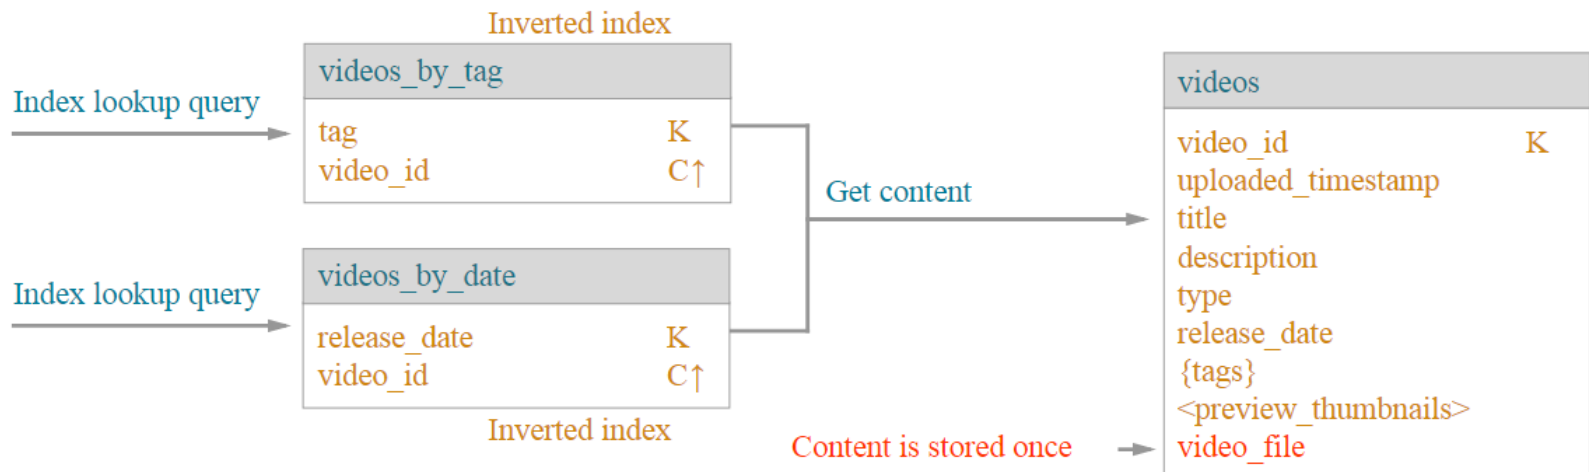 Inverted index
videos_by_tag
Index lookup query
tag K
video_id C↑
videos_by_date
Index lookup query
release_date K
video_id C↑
Inverted index
Get content
Content is stored once
videos
video_id K
uploaded_timestamp
title
description
type
release_date
{tags}
<preview_thumbnails>
video_file